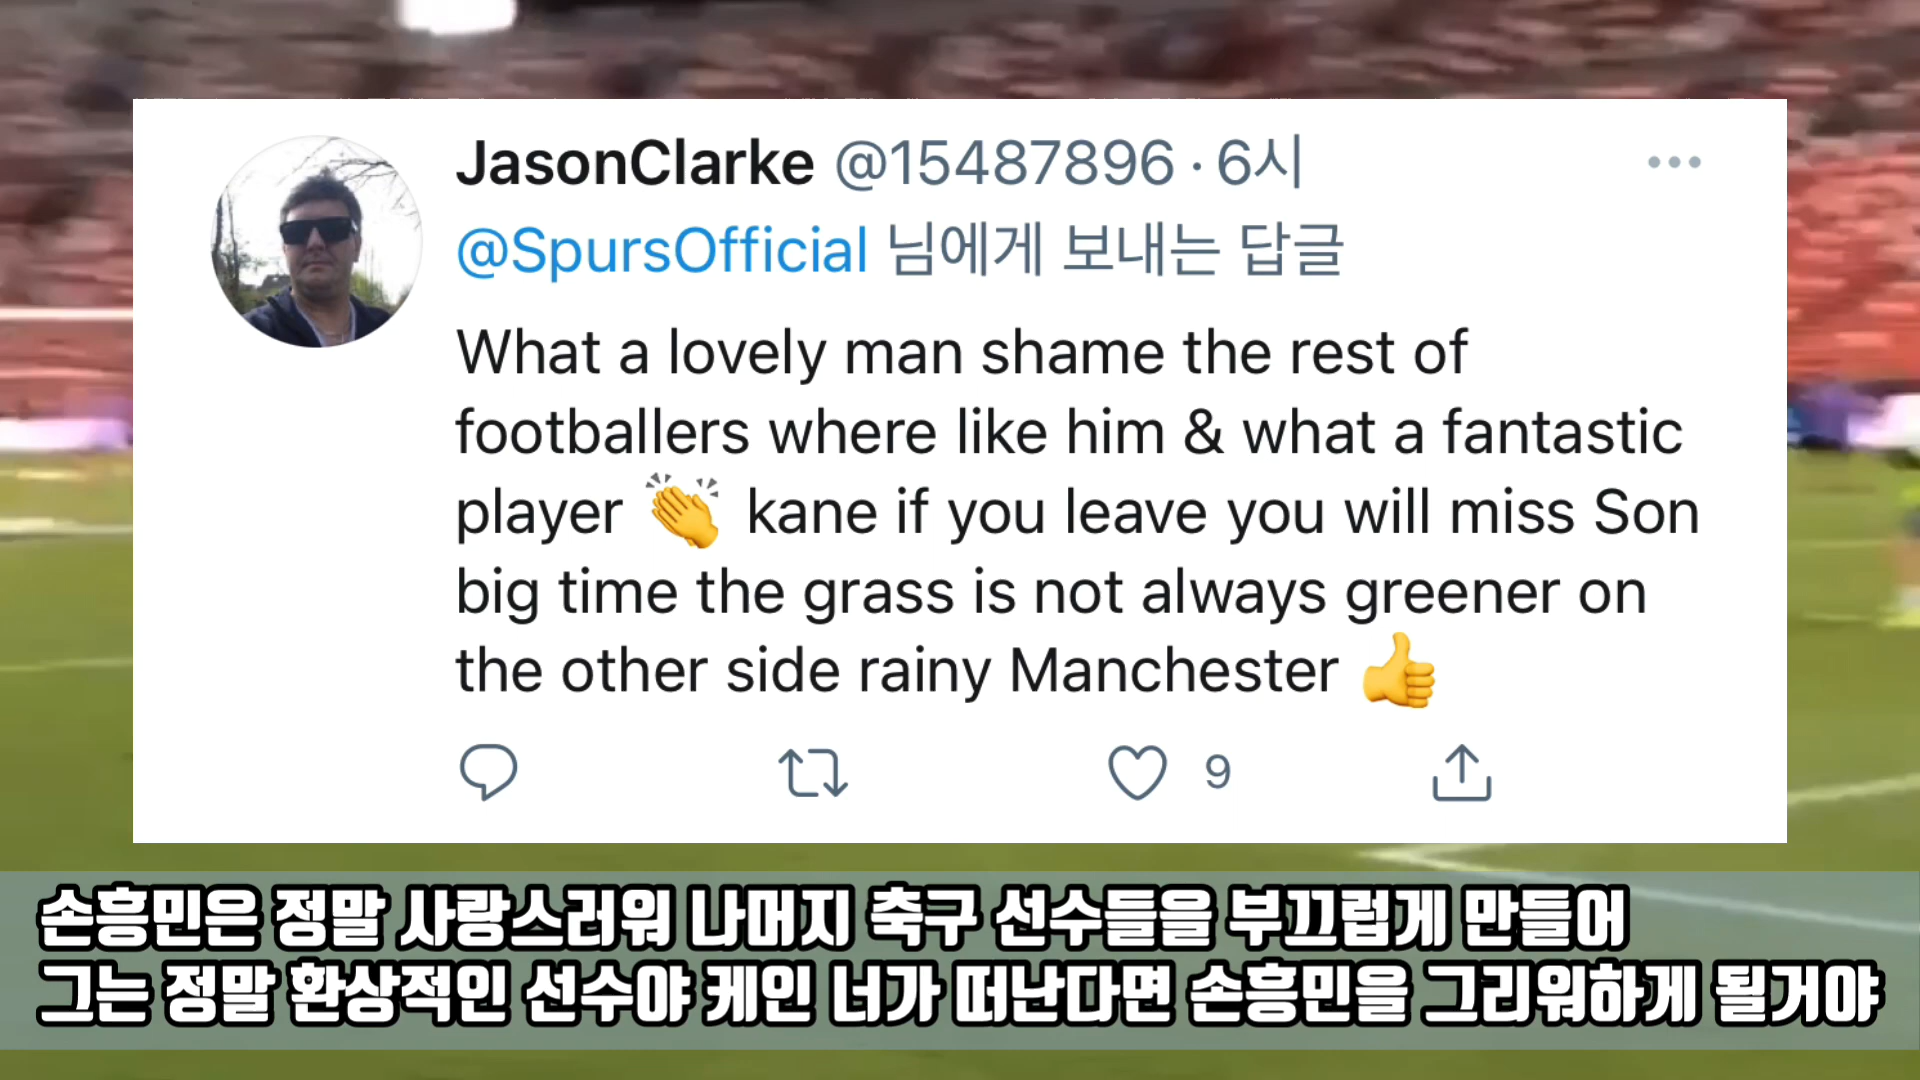 JasonClarke @15487896 · 6시
@SpursOfficial 님에게 보내는 답글
What a lovely man shame the rest of
footballers where like him & what a fantastic
player 👏 kane if you leave you will miss Son
big time the grass is not always greener on
the other side rainy Manchester 👍
9
손흥민은 정말 사랑스러워 나머지 축구 선수들을 부끄럽게 만들어
그는 정말 환상적인 선수야 케인 너가 떠난다면 손흥민을 그리워하게 될거야